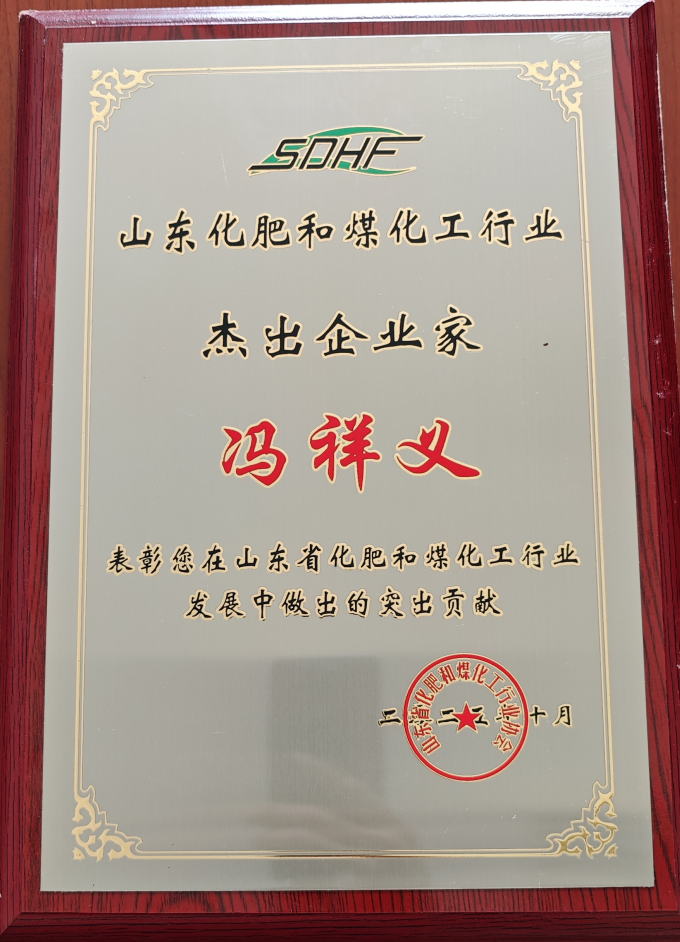 SDHF
山东化肥和煤化工行业
杰出企业家
冯祥义
表彰您在山东省化肥和煤化工行业
发展中做出的突出贡献
山东省化肥和煤化工行业协会
十月